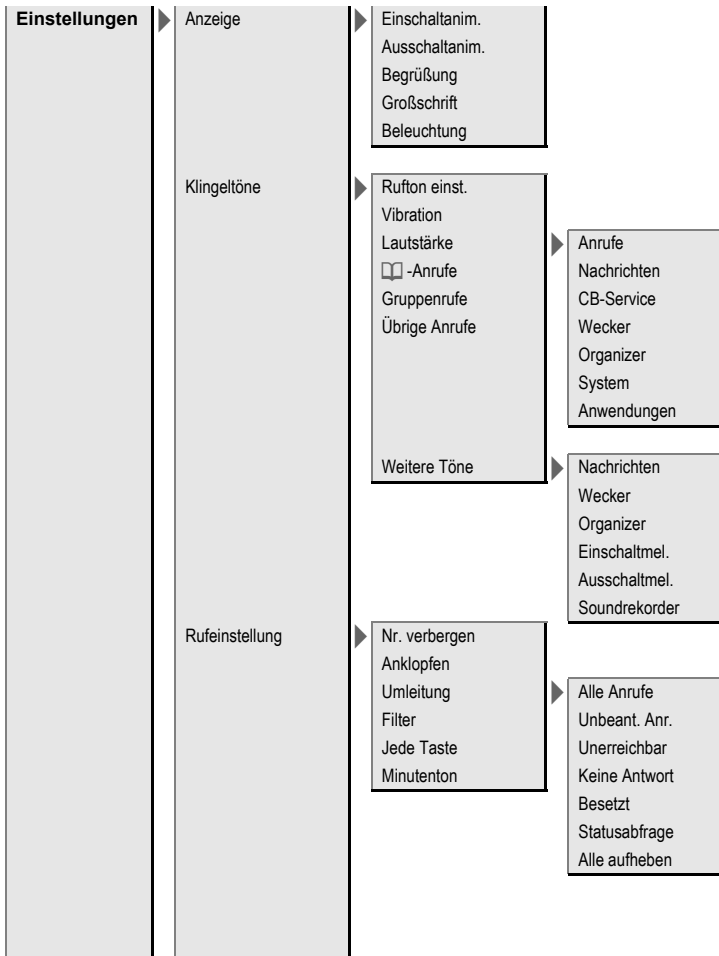 Einstellungen
Anzeige
Einschaltanim.
Ausschaltanim.
Begrüßung
Großschrift
Beleuchtung
Klingeltöne
Rufton einst.
Vibration
Lautstärke
Anrufe
Nachrichten
CB-Service
Wecker
Organizer
System
Anwendungen
-Anrufe
Gruppenrufe
Übrige Anrufe
Weitere Töne
Nachrichten
Wecker
Organizer
Einschaltmel.
Ausschaltmel.
Soundrekorder
Rufeinstellung
Nr. verbergen
Anklopfen
Umleitung
Alle Anrufe
Unbeant. Anr.
Unerreichbar
Keine Antwort
Besetzt
Statusabfrage
Alle aufheben
Filter
Jede Taste
Minutenton